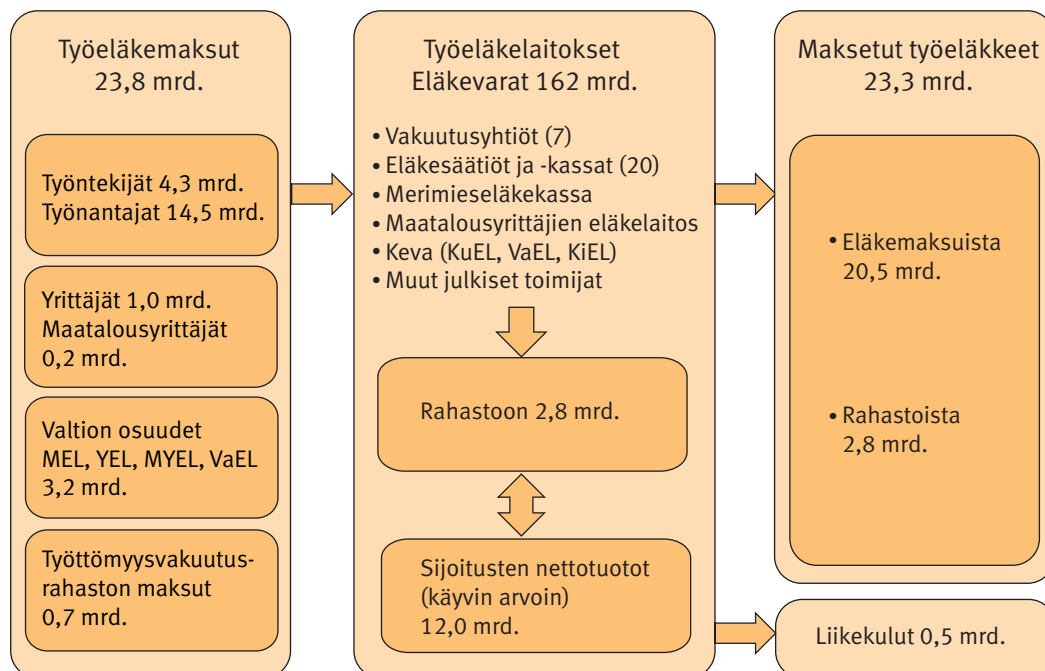 Työeläkemaksut
23,8 mrd.
Työntekijät 4,3 mrd.
Työnantajat 14,5 mrd.
Yrittäjät 1,0 mrd.
Maatalousyrittäjät
0,2 mrd.
Valtion osuudet
MEL, YEL, MYEL, VaEL
3,2 mrd.
Työttömyysvakuutus-
rahaston maksut
0,7 mrd.
Työeläkelaitokset
Eläkevarat 162 mrd.
• Vakuutusyhtiöt (7)
• Eläkesäätiöt ja -kassat (20)
• Merimieseläkekassa
• Maatalousyrittäjien eläkelaitos
• Keva (KuEL, VaEL, KiEL)
• Muut julkiset toimijat
Rahastoon 2,8 mrd.
Sijoitusten nettotuotot
(käyvin arvoin)
12,0 mrd.
Maksetut työeläkkeet
23,3 mrd.
• Eläkemaksuista
20,5 mrd.
• Rahastoista
2,8 mrd.
Liikekulut 0,5 mrd.